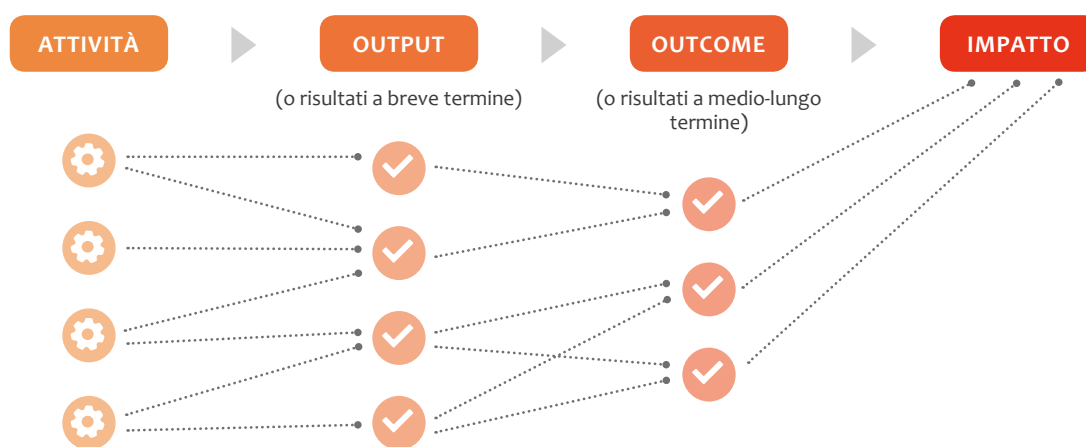 ATTIVITÀ
OUTPUT
OUTCOME
IMPATTO
(o risultati a breve termine)
(o risultati a medio-lungo
termine)